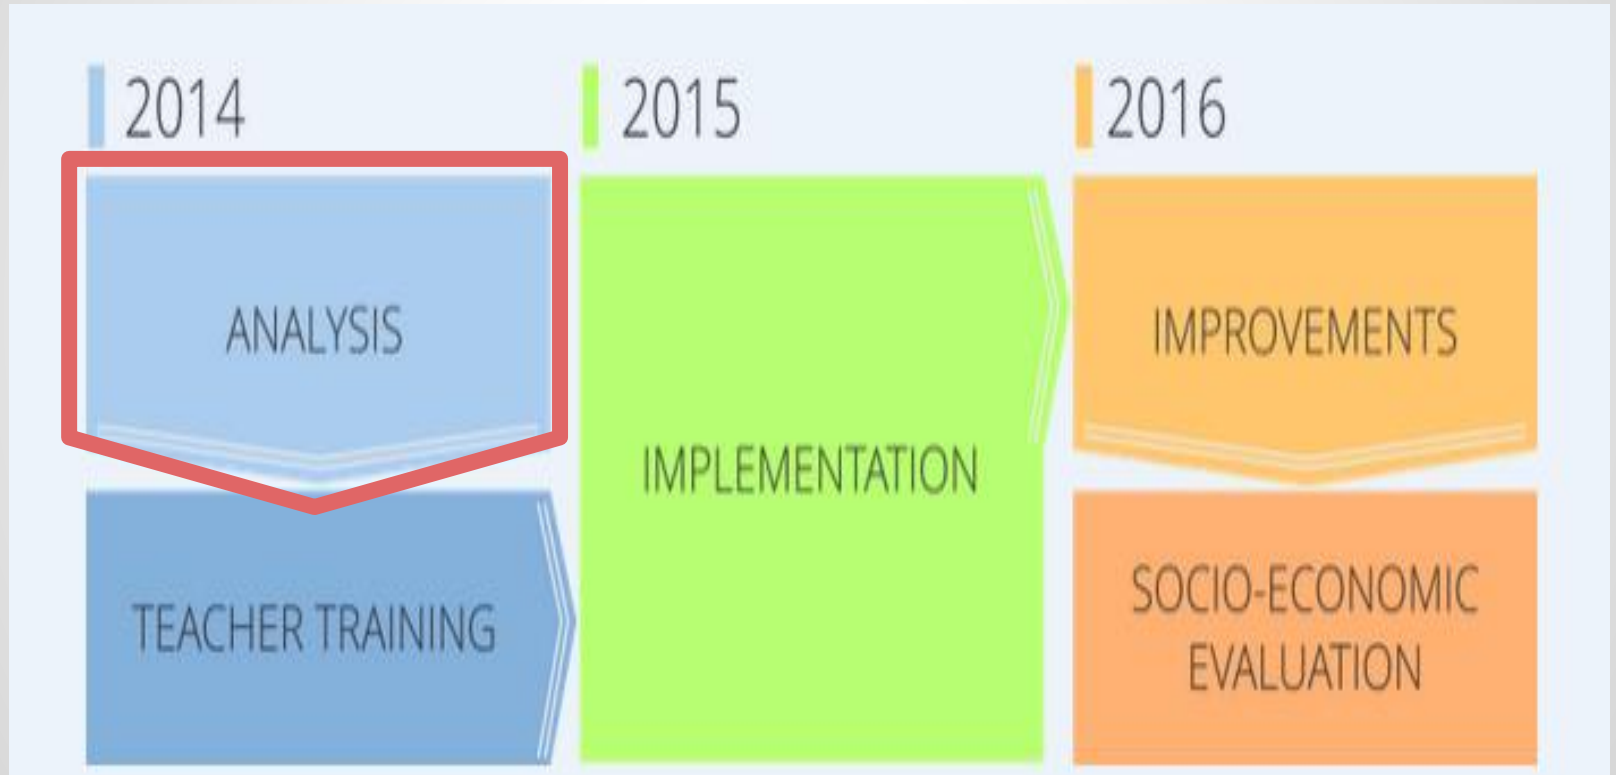 2014
ANALYSIS
TEACHER TRAINING
2015
IMPLEMENTATION
2016
IMPROVEMENTS
SOCIO-ECONOMIC
EVALUATION